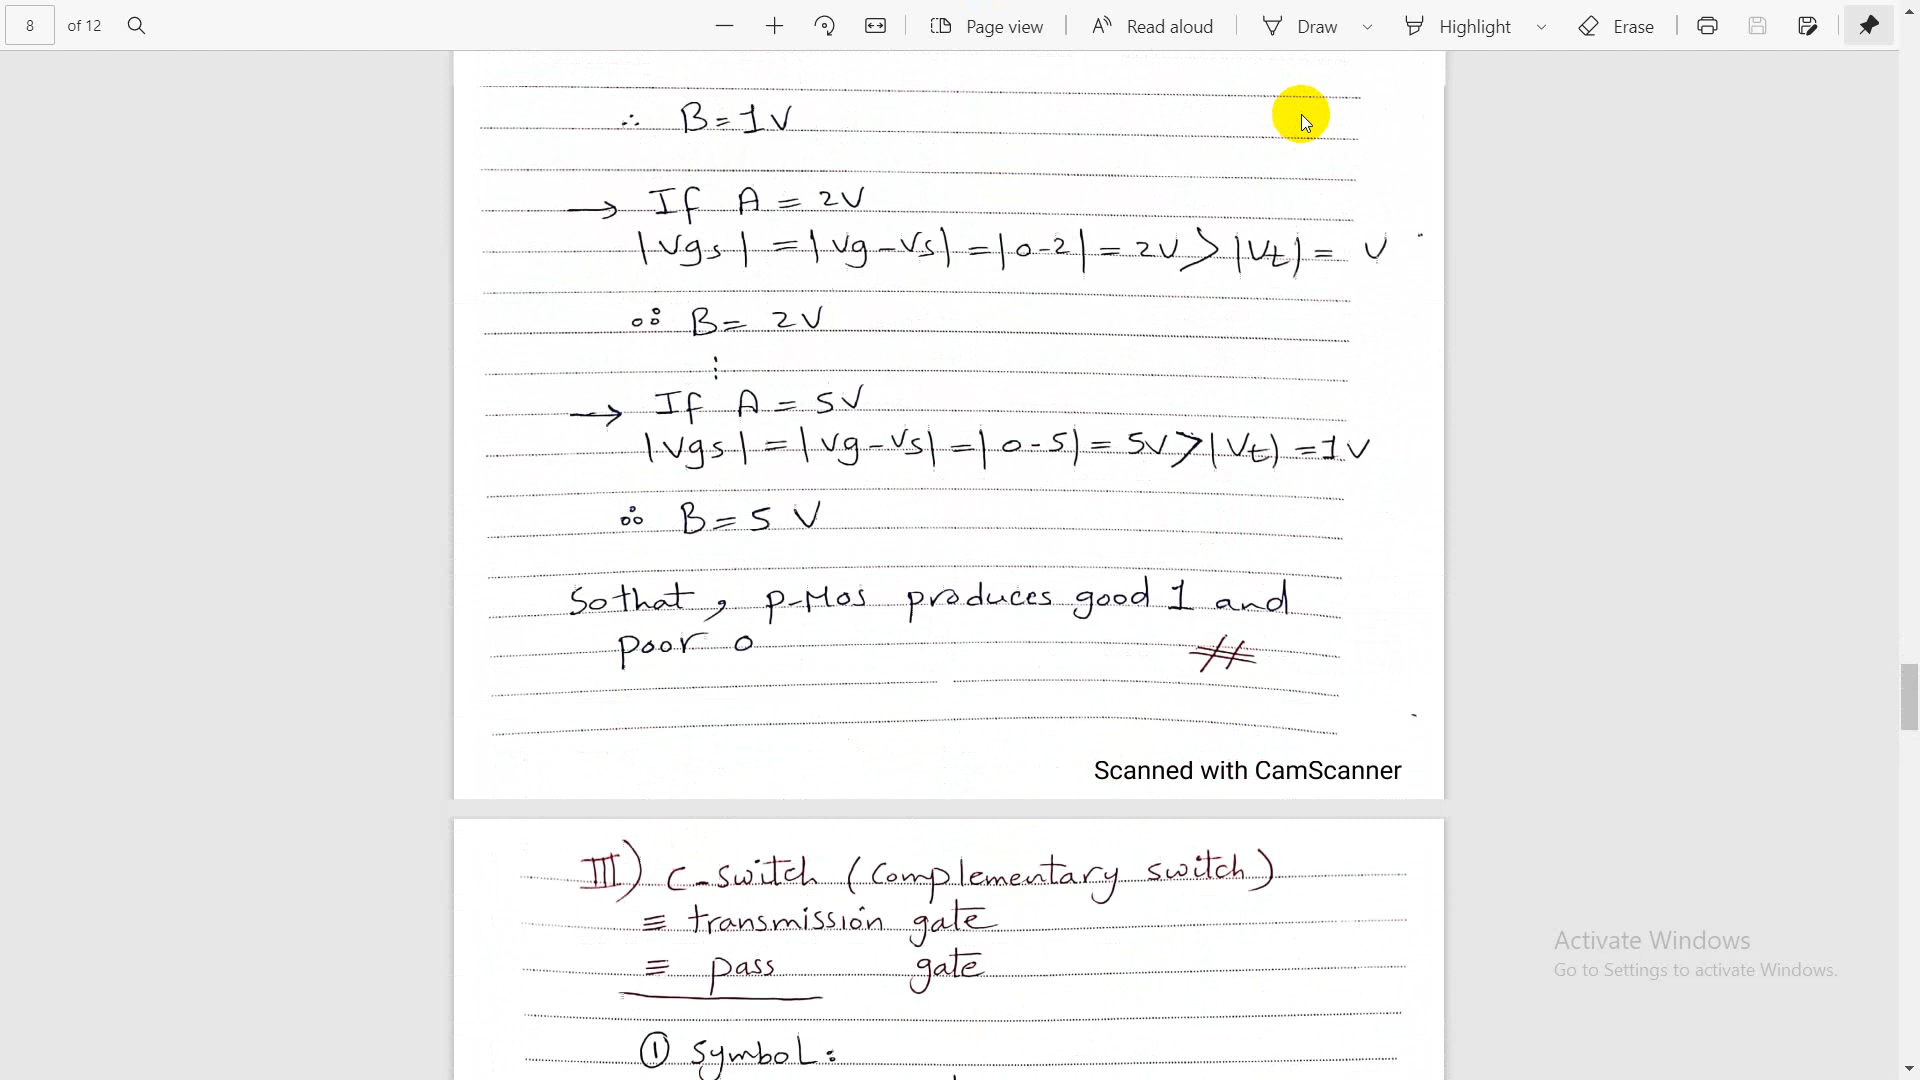 8 of 12 Page view Read aloud Draw Highlight Erase
∴ B = 1V
→ If A = 2V
|Vgs| = |Vg-Vs| = |0-2| = 2V > |Vt| = V
∴ B = 2V
⋮
→ If A = 5V
|Vgs| = |Vg-Vs| = |0-5| = 5V > |Vt| = 1V
∴ B = 5 V
So that, p-Mos produces good 1 and
poor 0
Scanned with CamScanner
III) C-switch (Complementary switch)
≡ transmission gate
≡ pass gate
① Symbol:
Activate Windows
Go to Settings to activate Windows.